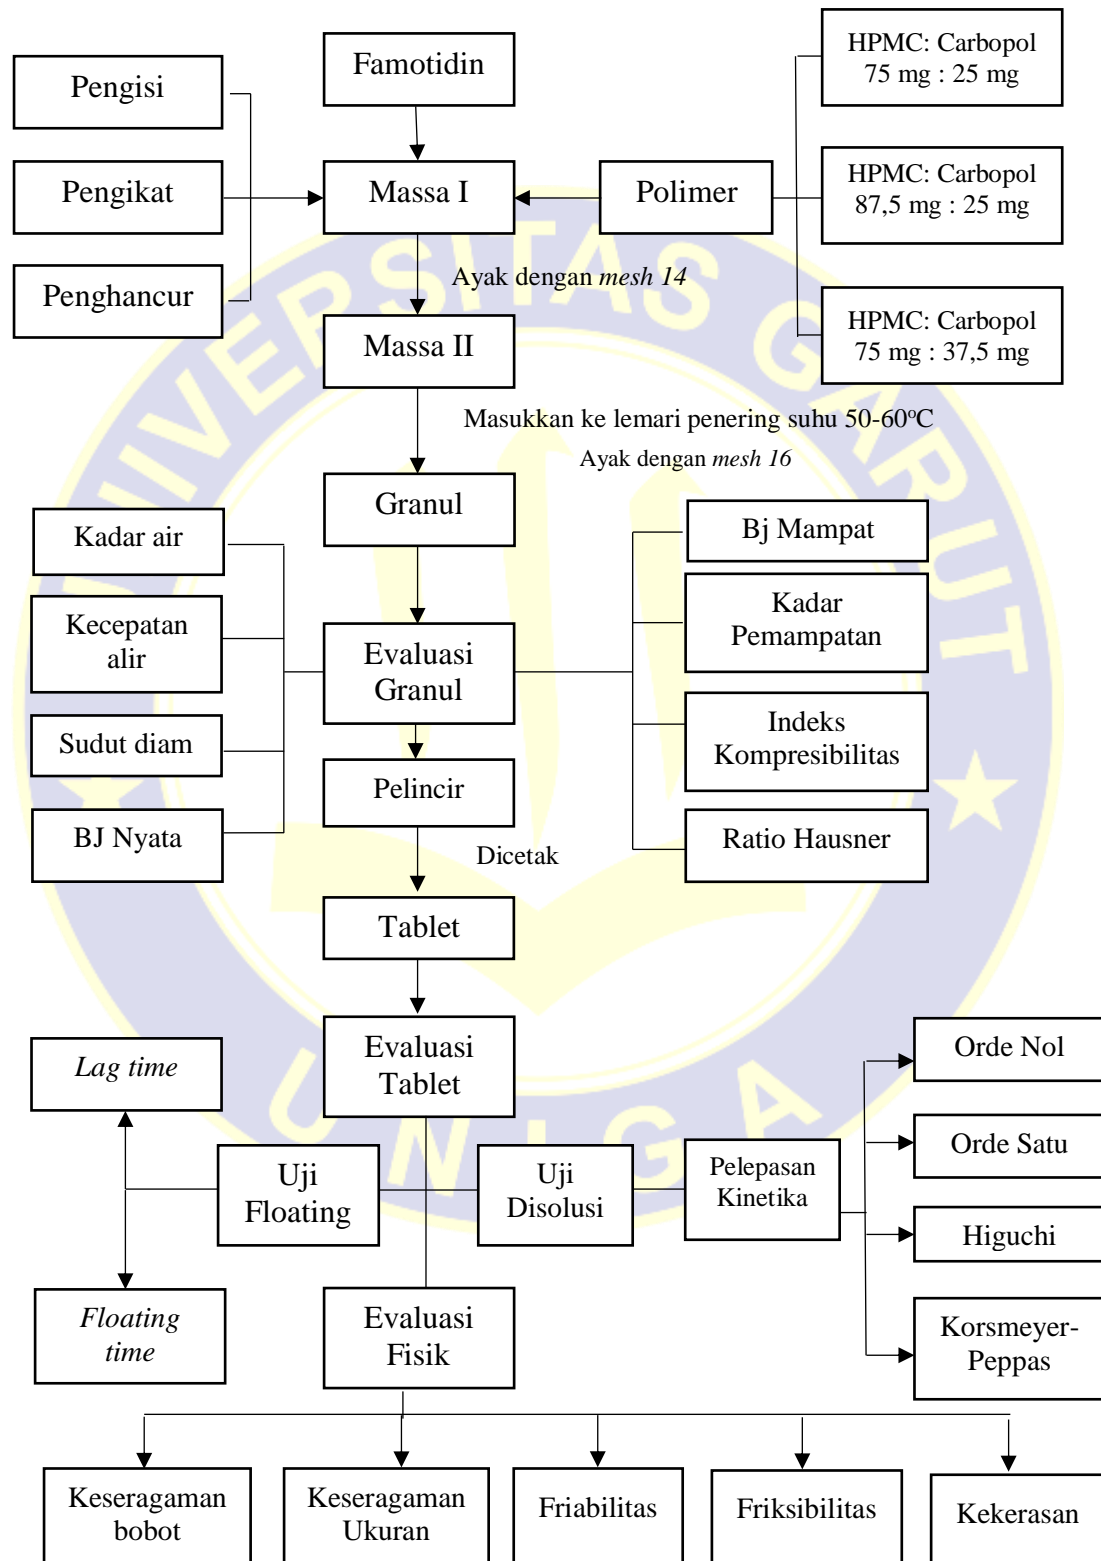 HPMC: Carbopol
75 mg : 25 mg
Famotidin
Pengisi
HPMC: Carbopol
87,5 mg : 25 mg
Pengikat
Massa I
Polimer
Ayak dengan mesh 14
Penghancur
HPMC: Carbopol
75 mg : 37,5 mg
Massa II
Masukkan ke lemari penering suhu 50-60ºC
Ayak dengan mesh 16
Granul
Kadar air
Bj Mampat
Kecepatan
alir
Kadar
Pemampatan
Evaluasi
Granul
Sudut diam
Indeks
Kompresibilitas
Pelincir
BJ Nyata
Ratio Hausner
Dicetak
Tablet
Evaluasi
Tablet
Lag time
Orde Nol
Uji
Floating
Uji
Disolusi
Pelepasan
Kinetika
Orde Satu
Higuchi
Floating
time
Evaluasi
Fisik
Korsmeyer-
Peppas
Keseragaman
bobot
Keseragaman
Ukuran
Friabilitas
Friksibilitas
Kekerasan
UNIVERSITAS GARUT
UNIGA